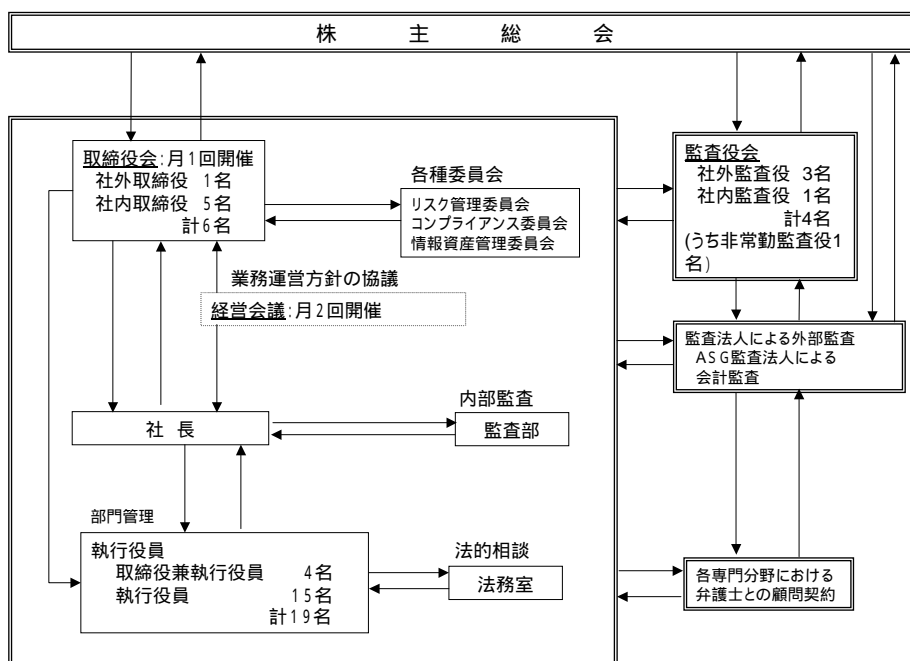 株主総会
取締役会:月1回開催
社外取締役 1名
社内取締役 5名
計6名
各種委員会
リスク管理委員会
コンプライアンス委員会
情報資産管理委員会
監査役会
社外監査役 3名
社内監査役 1名
計4名
(うち非常勤監査役1
名)
業務運営方針の協議
経営会議:月2回開催
監査法人による外部監査
ASG監査法人による
会計監査
社長
内部監査
監査部
部門管理
執行役員
取締役兼執行役員 4名
執行役員 15名
計19名
法的相談
法務室
各専門分野における
弁護士との顧問契約